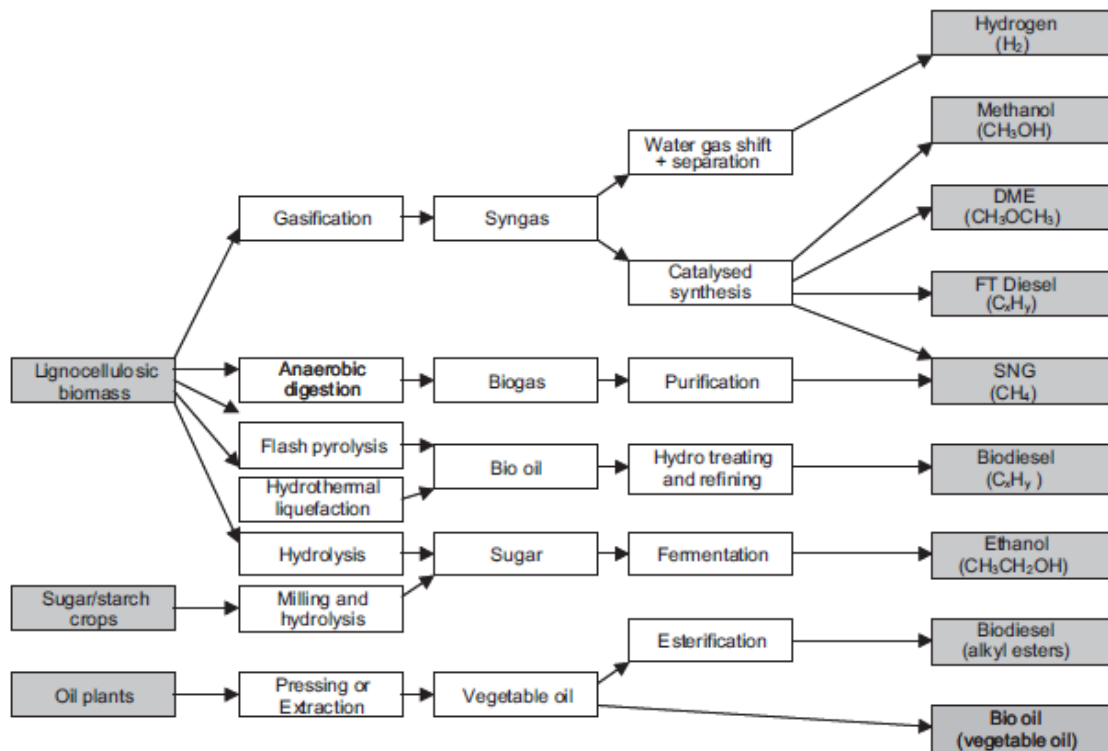 Hydrogen
(H₂)
Methanol
(CH₃OH)
Water gas shift
+ separation
DME
(CH₃OCH₃)
Gasification
Syngas
Catalysed
synthesis
FT Diesel
(CₓHᵧ)
Lignocellulosic
biomass
Anaerobic
digestion
Biogas
Purification
SNG
(CH₄)
Flash pyrolysis
Bio oil
Hydro treating
and refining
Biodiesel
(CₓHᵧ )
Hydrothermal
liquefaction
Hydrolysis
Sugar
Fermentation
Ethanol
(CH₃CH₂OH)
Sugar/starch
crops
Milling and
hydrolysis
Esterification
Biodiesel
(alkyl esters)
Oil plants
Pressing or
Extraction
Vegetable oil
Bio oil
(vegetable oil)